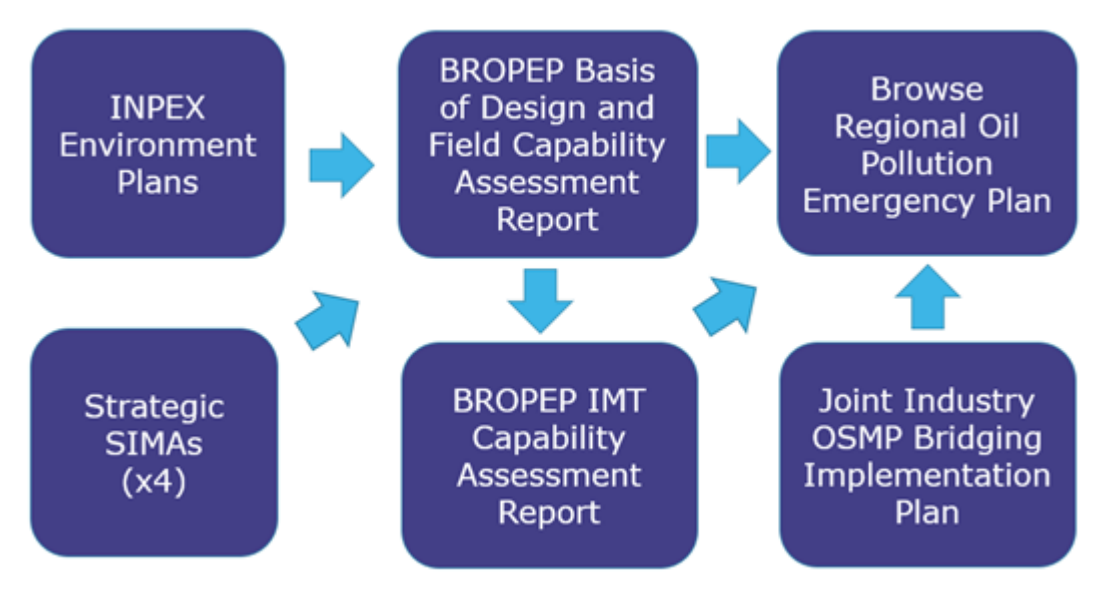 INPEX
Environment
Plans
BROPEP Basis
of Design and
Field Capability
Assessment
Report
Browse
Regional Oil
Pollution
Emergency Plan
Strategic
SIMAs
(x4)
BROPEP IMT
Capability
Assessment
Report
Joint Industry
OSMP Bridging
Implementation
Plan